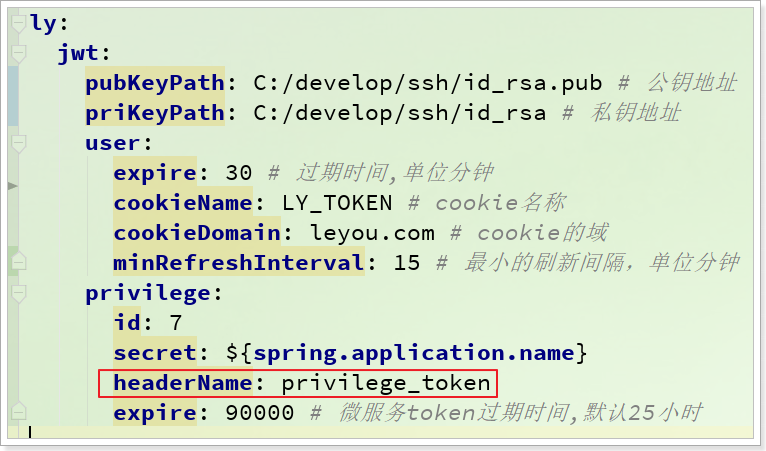 ly:
  jwt:
    pubKeyPath: C:/develop/ssh/id_rsa.pub # 公钥地址
    priKeyPath: C:/develop/ssh/id_rsa # 私钥地址
    user:
      expire: 30 # 过期时间,单位分钟
      cookieName: LY_TOKEN # cookie名称
      cookieDomain: leyou.com # cookie的域
      minRefreshInterval: 15 # 最小的刷新间隔，单位分钟
    privilege:
      id: 7
      secret: ${spring.application.name}
      headerName: privilege_token
      expire: 90000 # 微服务token过期时间,默认25小时